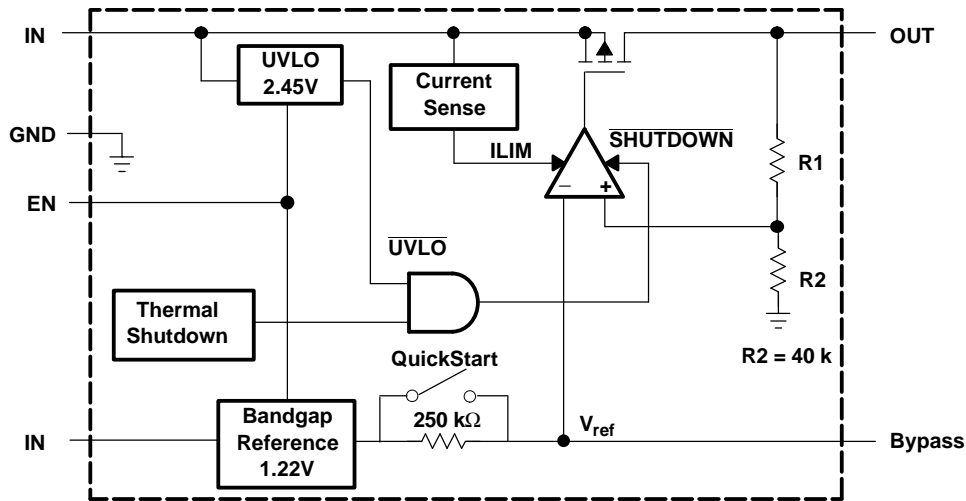 IN
OUT
UVLO
2.45V
Current
Sense
SHUTDOWN
GND
ILIM
R1
− +
EN
UVLO
R2
Thermal
Shutdown
QuickStart
R2 = 40 k
250 kΩ
Bandgap
Reference
1.22V
IN
Vref
Bypass